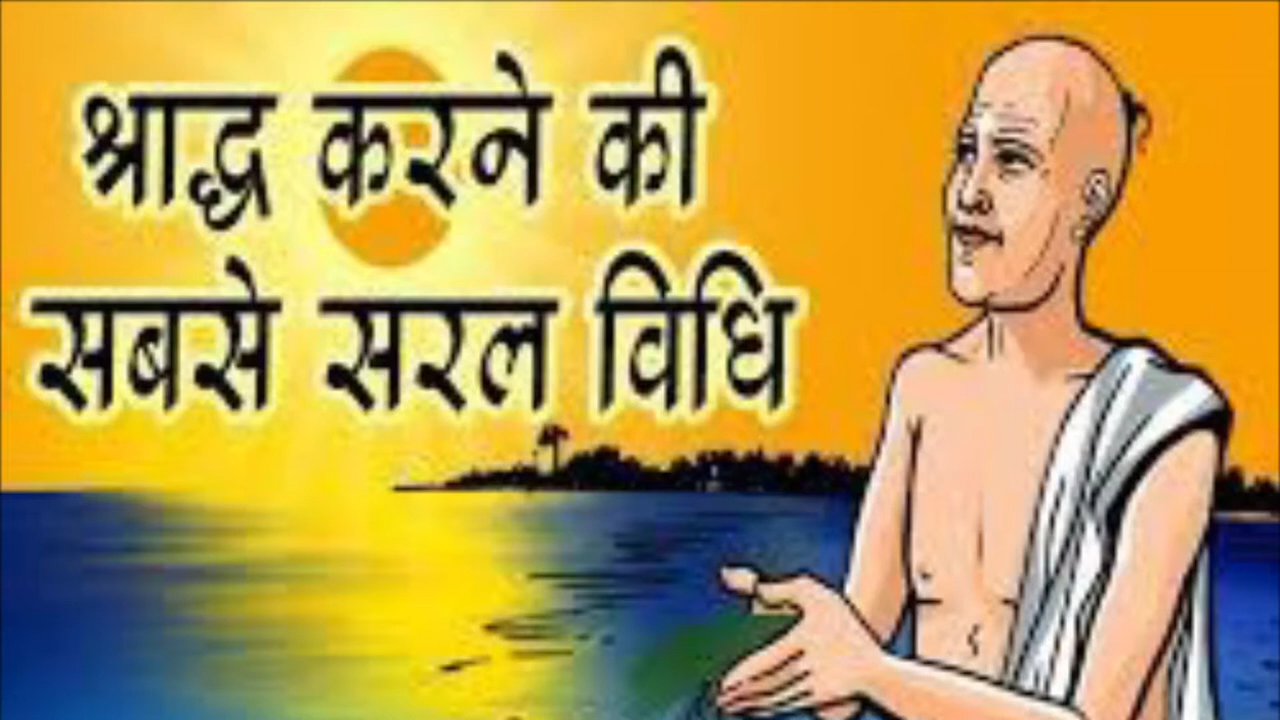 श्राद्ध करने की
सबसे सरल विधि